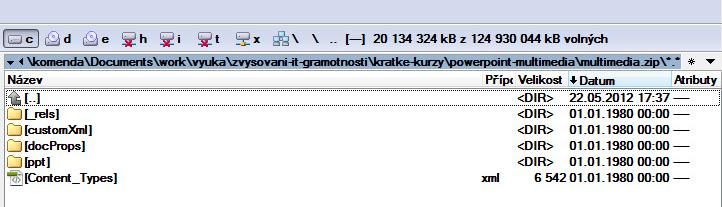 c d e h i t x \ \ .. [—] 20 134 324 kB z 124 930 044 kB volných
\komenda\Documents\work\vyuka\zvysovani-it-gramotnosti\kratke-kurzy\powerpoint-multimedia\multimedia.zip\*.* * ▼
Název Přípo Velikost Datum Atributy
[..] <DIR> 22.05.2012 17:37 ----
[_rels] <DIR> 01.01.1980 00:00 ----
[customXml] <DIR> 01.01.1980 00:00 ----
[docProps] <DIR> 01.01.1980 00:00 ----
[ppt] <DIR> 01.01.1980 00:00 ----
[Content_Types] xml 6 542 01.01.1980 00:00 ----